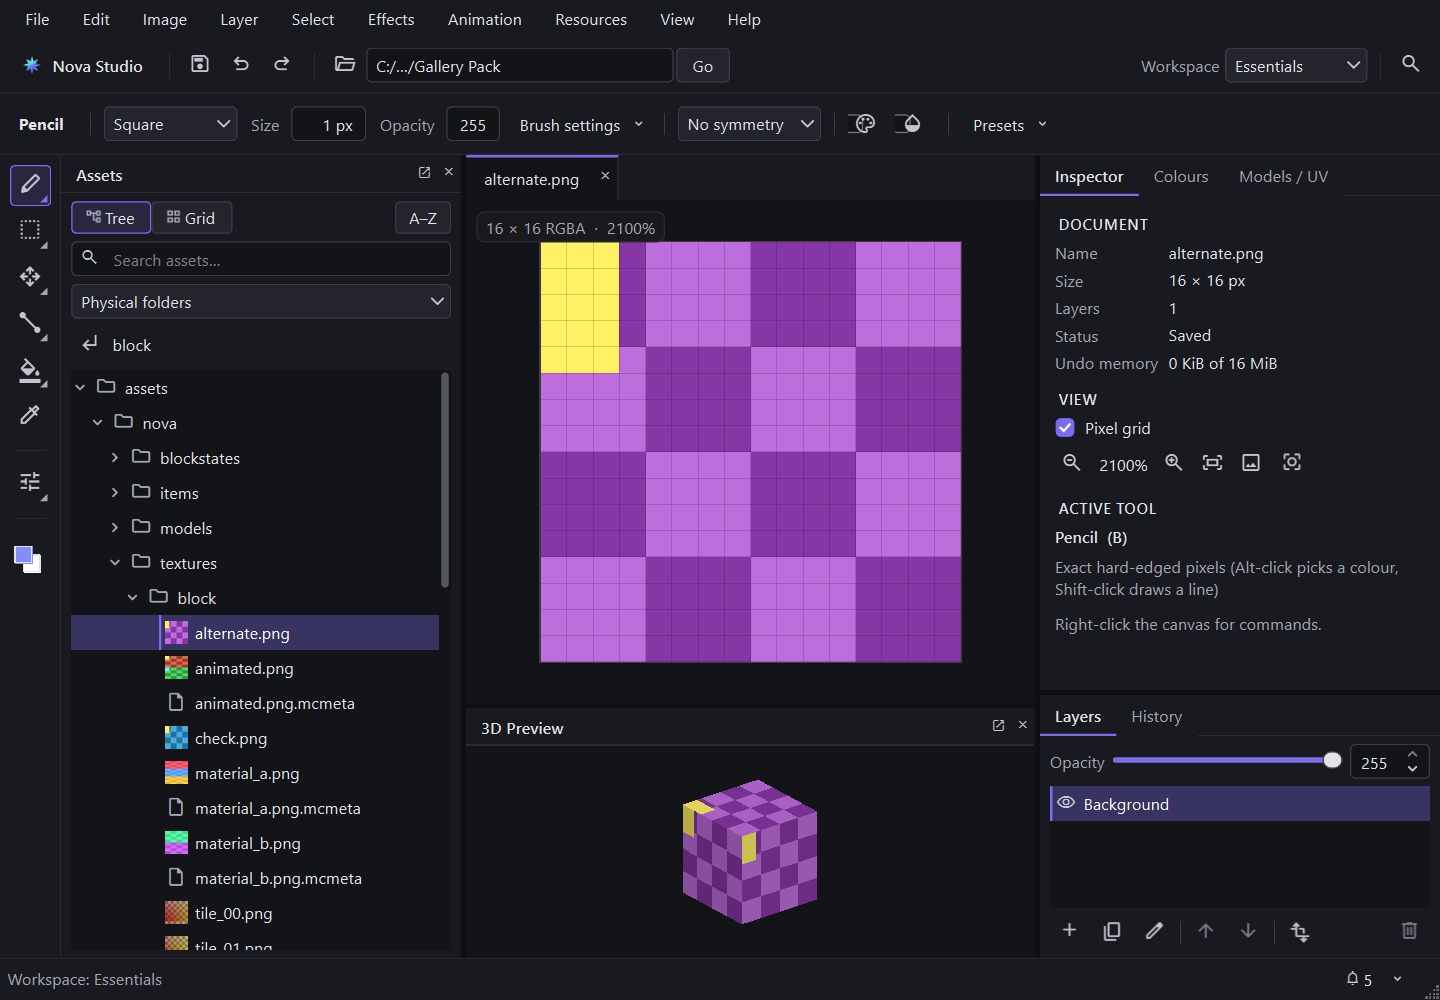 File Edit Image Layer Select Effects Animation Resources View Help
Nova Studio C:/.../Gallery Pack Go Workspace Essentials
Pencil Square Size 1 px Opacity 255 Brush settings No symmetry Presets
Assets
Tree Grid A–Z
Search assets...
Physical folders
block
assets
nova
blockstates
items
models
textures
block
alternate.png
animated.png
animated.png.mcmeta
check.png
material_a.png
material_a.png.mcmeta
material_b.png
material_b.png.mcmeta
tile_00.png
tile_01.png
alternate.png
16 × 16 RGBA · 2100%
3D Preview
Inspector Colours Models / UV
DOCUMENT
Name alternate.png
Size 16 × 16 px
Layers 1
Status Saved
Undo memory 0 KiB of 16 MiB
VIEW
Pixel grid
2100%
ACTIVE TOOL
Pencil (B)
Exact hard-edged pixels (Alt-click picks a colour,
Shift-click draws a line)
Right-click the canvas for commands.
Layers History
Opacity 255
Background
Workspace: Essentials 5